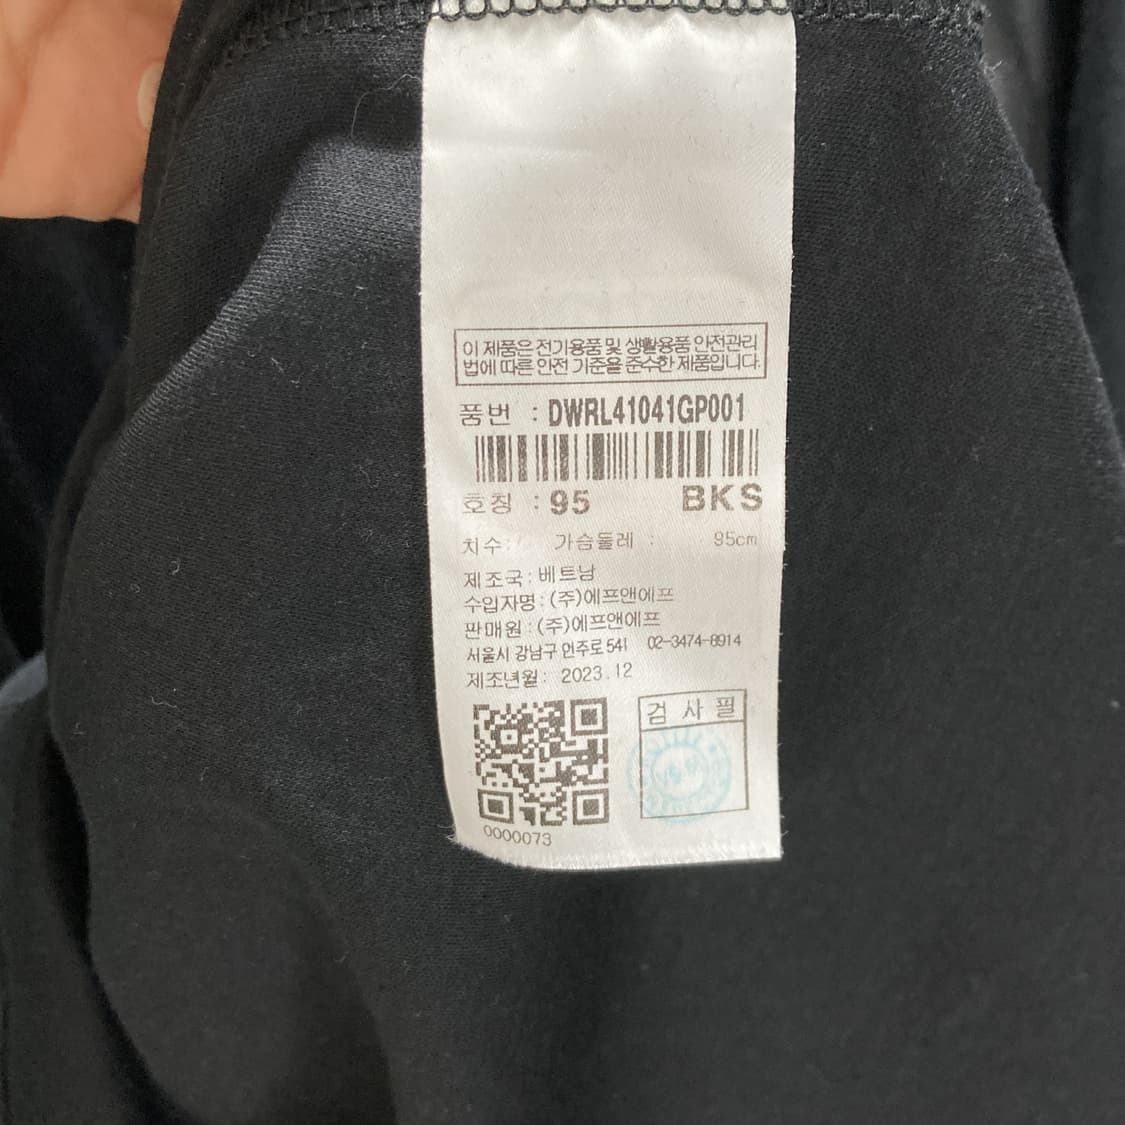 이 제품은 전기용품 및 생활용품 안전관리
법에 따른 안전 기준을 준수한 제품입니다.
품번 : DWRL41041GP001
호칭 : 95 BKS
치수: 가슴둘레 : 95cm
제조국 : 베트남
수입자명 : (주)에프앤에프
판매원 : (주)에프앤에프
서울시 강남구 언주로 541 02-3474-8914
제조년월 : 2023.12
검사필
0000073